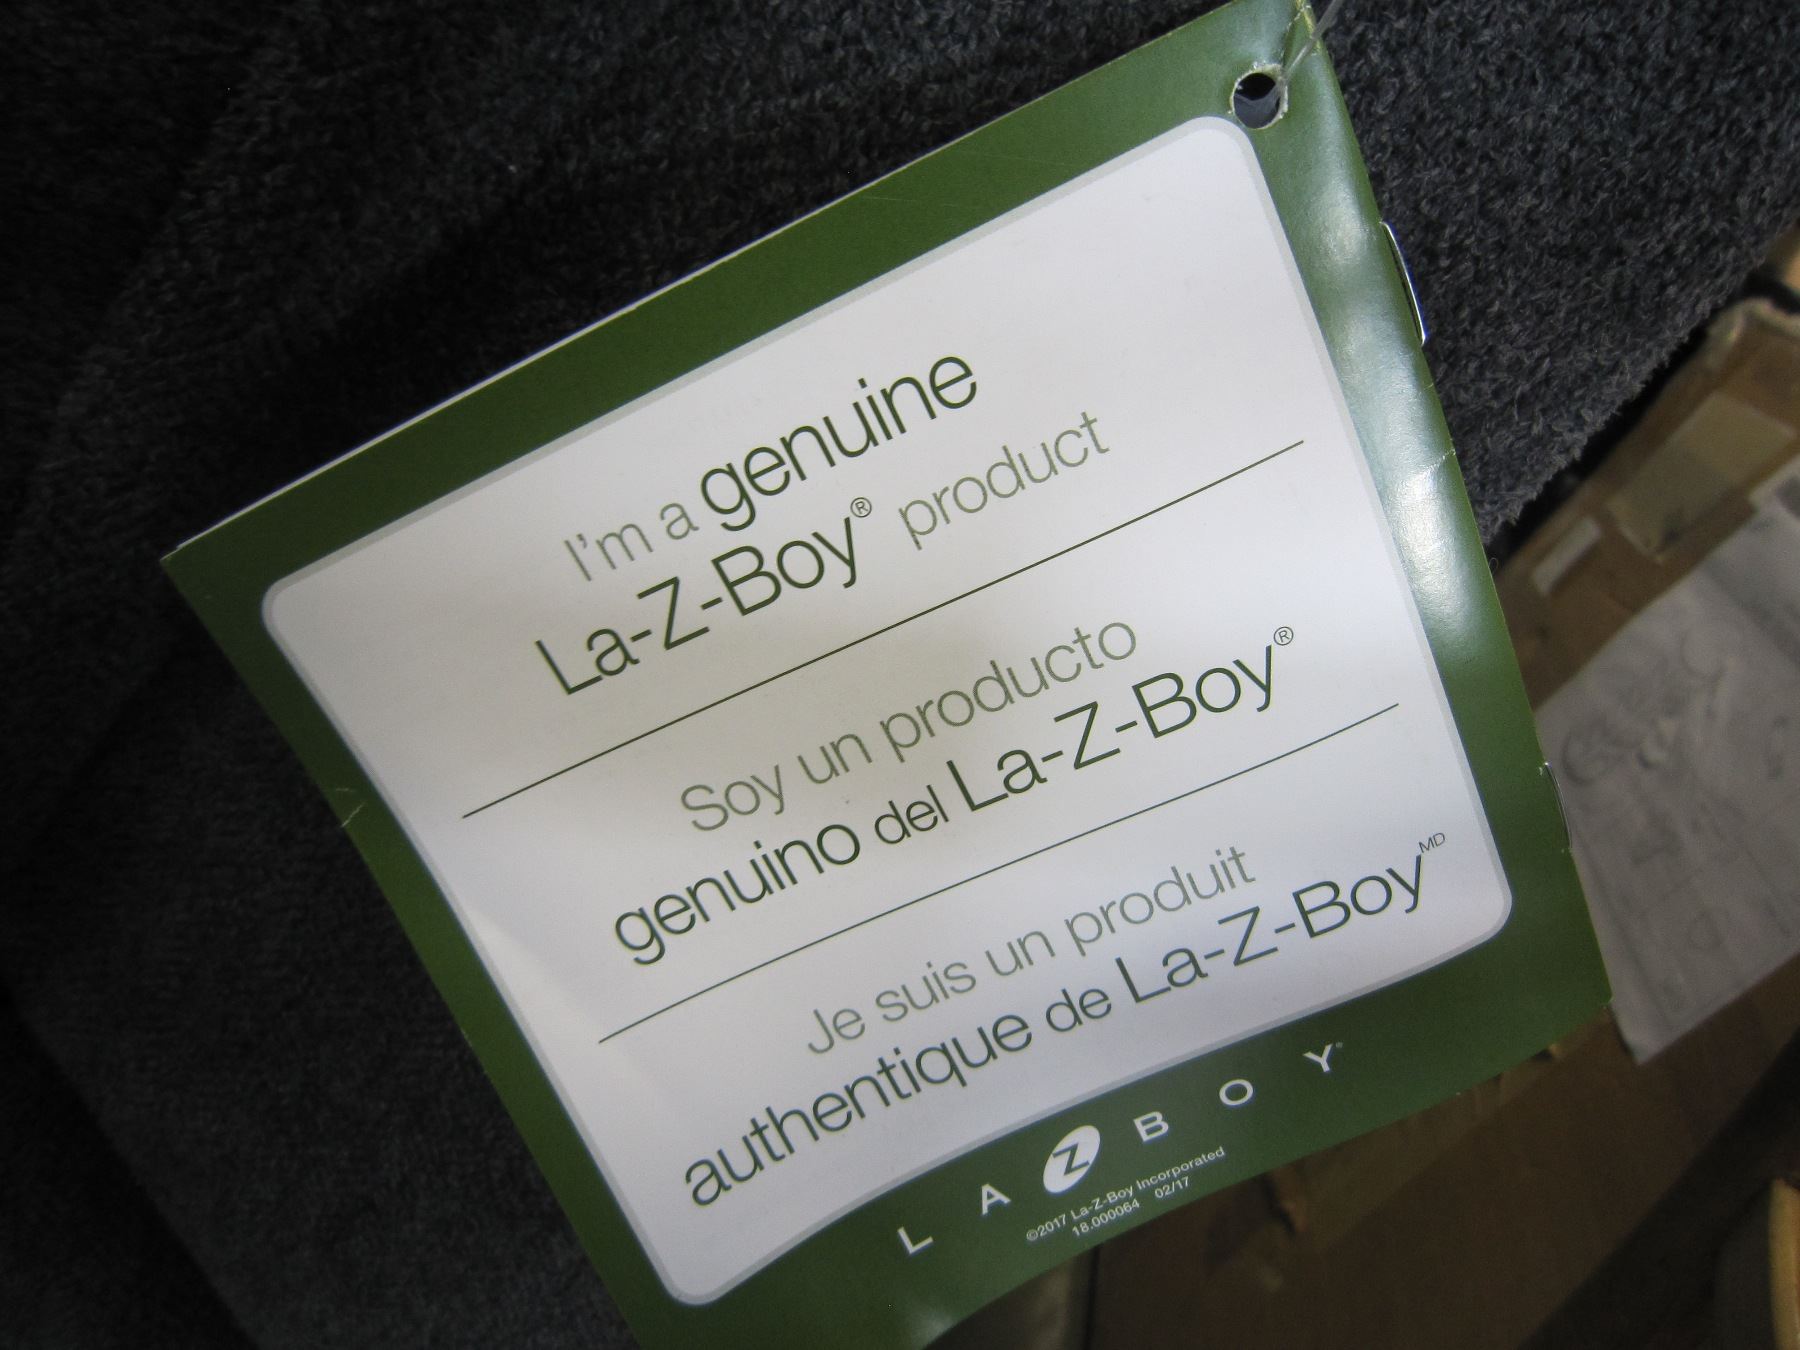 I'm a genuine
La-Z-Boy® product
Soy un producto
genuino del La-Z-Boy®
Je suis un produit
authentique de La-Z-Boy MD
LA Z BOY®
©2017 La-Z-Boy Incorporated
18.000064 02/17